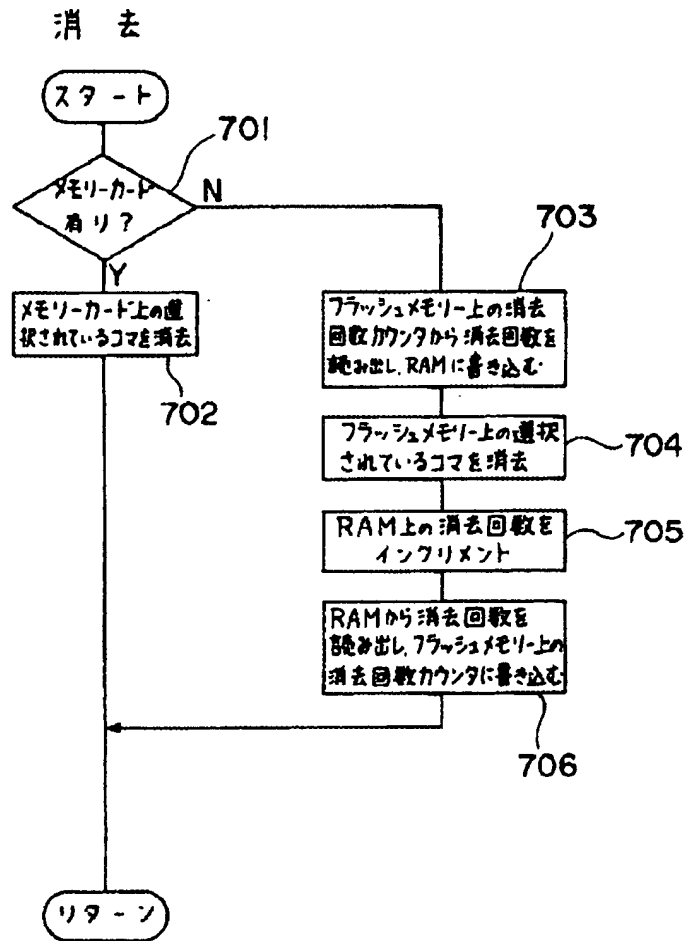 消去
スタート
701
メモリーカード
有り?
N
Y
メモリーカード上の選
択されているコマを消去
702
703
フラッシュメモリー上の消去
回数カウンタから消去回数を
読み出し、RAMに書き込む
フラッシュメモリー上の選択
されているコマを消去
704
RAM上の消去回数を
インクリメント
705
RAMから消去回数を
読み出し、フラッシュメモリー上の
消去回数カウンタに書き込む
706
リターン